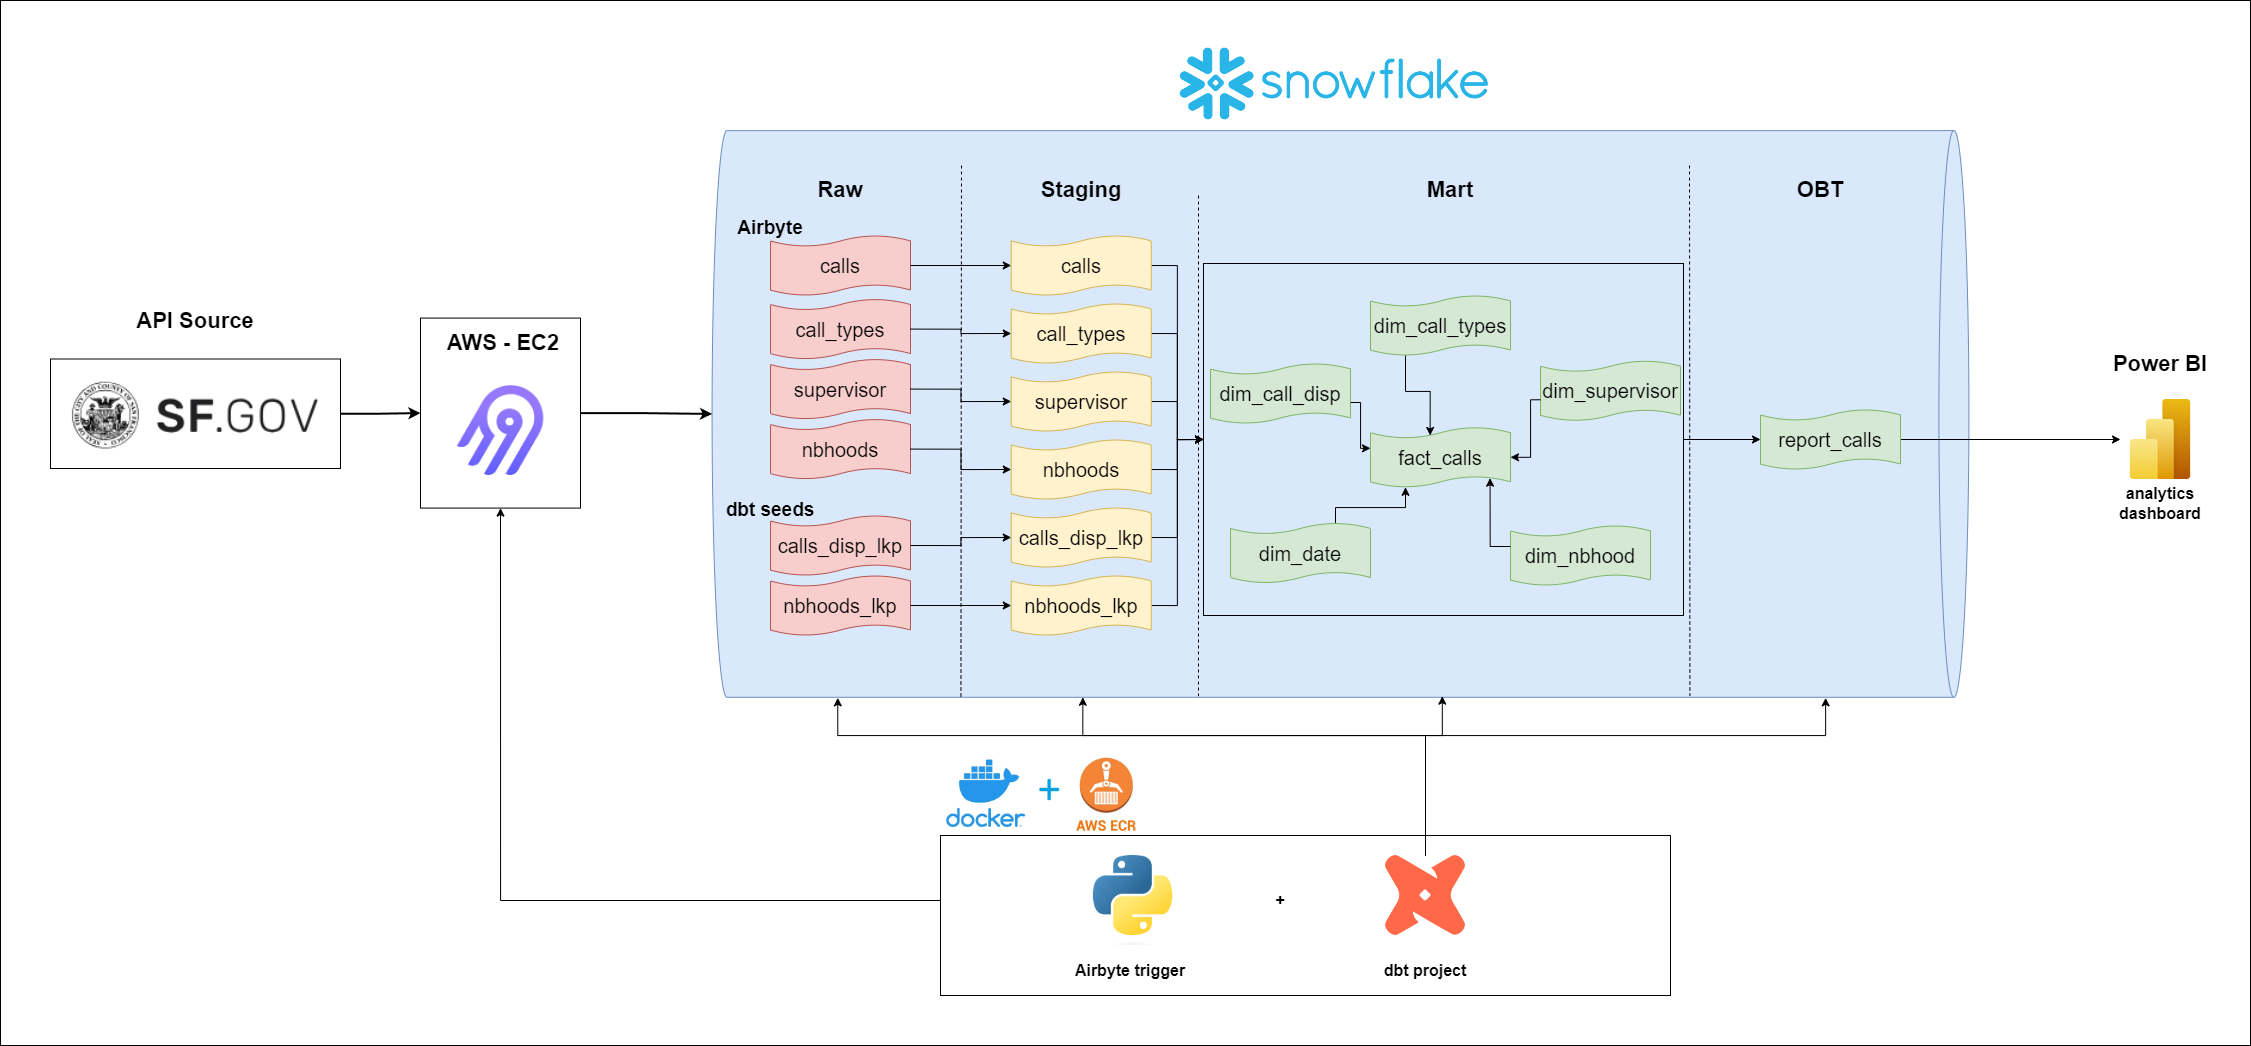 snowflake
Raw
Staging
Mart
OBT
Airbyte
calls
call_types
supervisor
nbhoods
dbt seeds
calls_disp_lkp
nbhoods_lkp
calls
call_types
supervisor
nbhoods
calls_disp_lkp
nbhoods_lkp
dim_call_types
dim_call_disp
dim_supervisor
fact_calls
dim_date
dim_nbhood
report_calls
API Source
SF.GOV
AWS - EC2
Power BI
analytics
dashboard
docker
+
AWS ECR
+
Airbyte trigger
dbt project